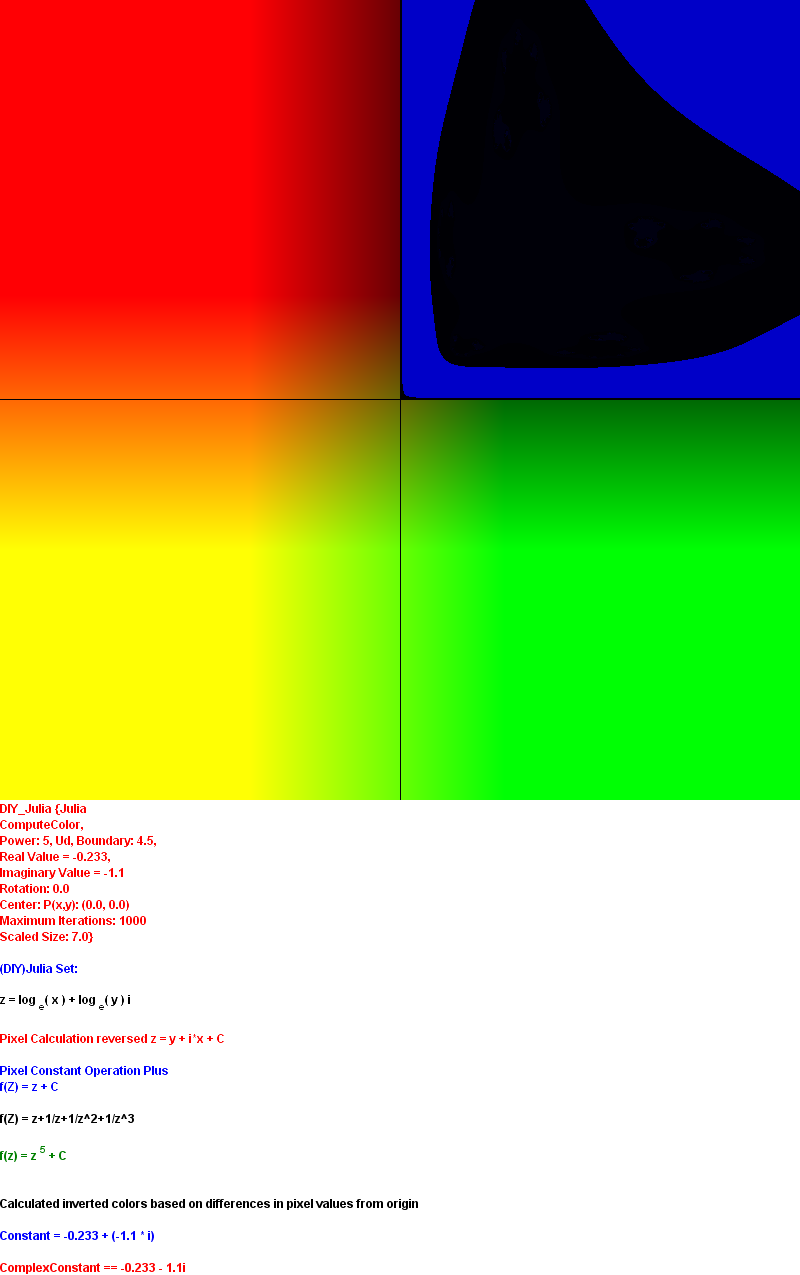 DIY_Julia {Julia
ComputeColor,
Power: 5, Ud, Boundary: 4.5,
Real Value = -0.233,
Imaginary Value = -1.1
Rotation: 0.0
Center: P(x,y): (0.0, 0.0)
Maximum Iterations: 1000
Scaled Size: 7.0}
(DIY)Julia Set:
z = log e( x ) + log e( y ) i
Pixel Calculation reversed z = y + i*x + C
Pixel Constant Operation Plus
f(Z) = z + C
f(Z) = z+1/z+1/z^2+1/z^3
f(z) = z 5 + C
Calculated inverted colors based on differences in pixel values from origin
Constant = -0.233 + (-1.1 * i)
ComplexConstant == -0.233 - 1.1i